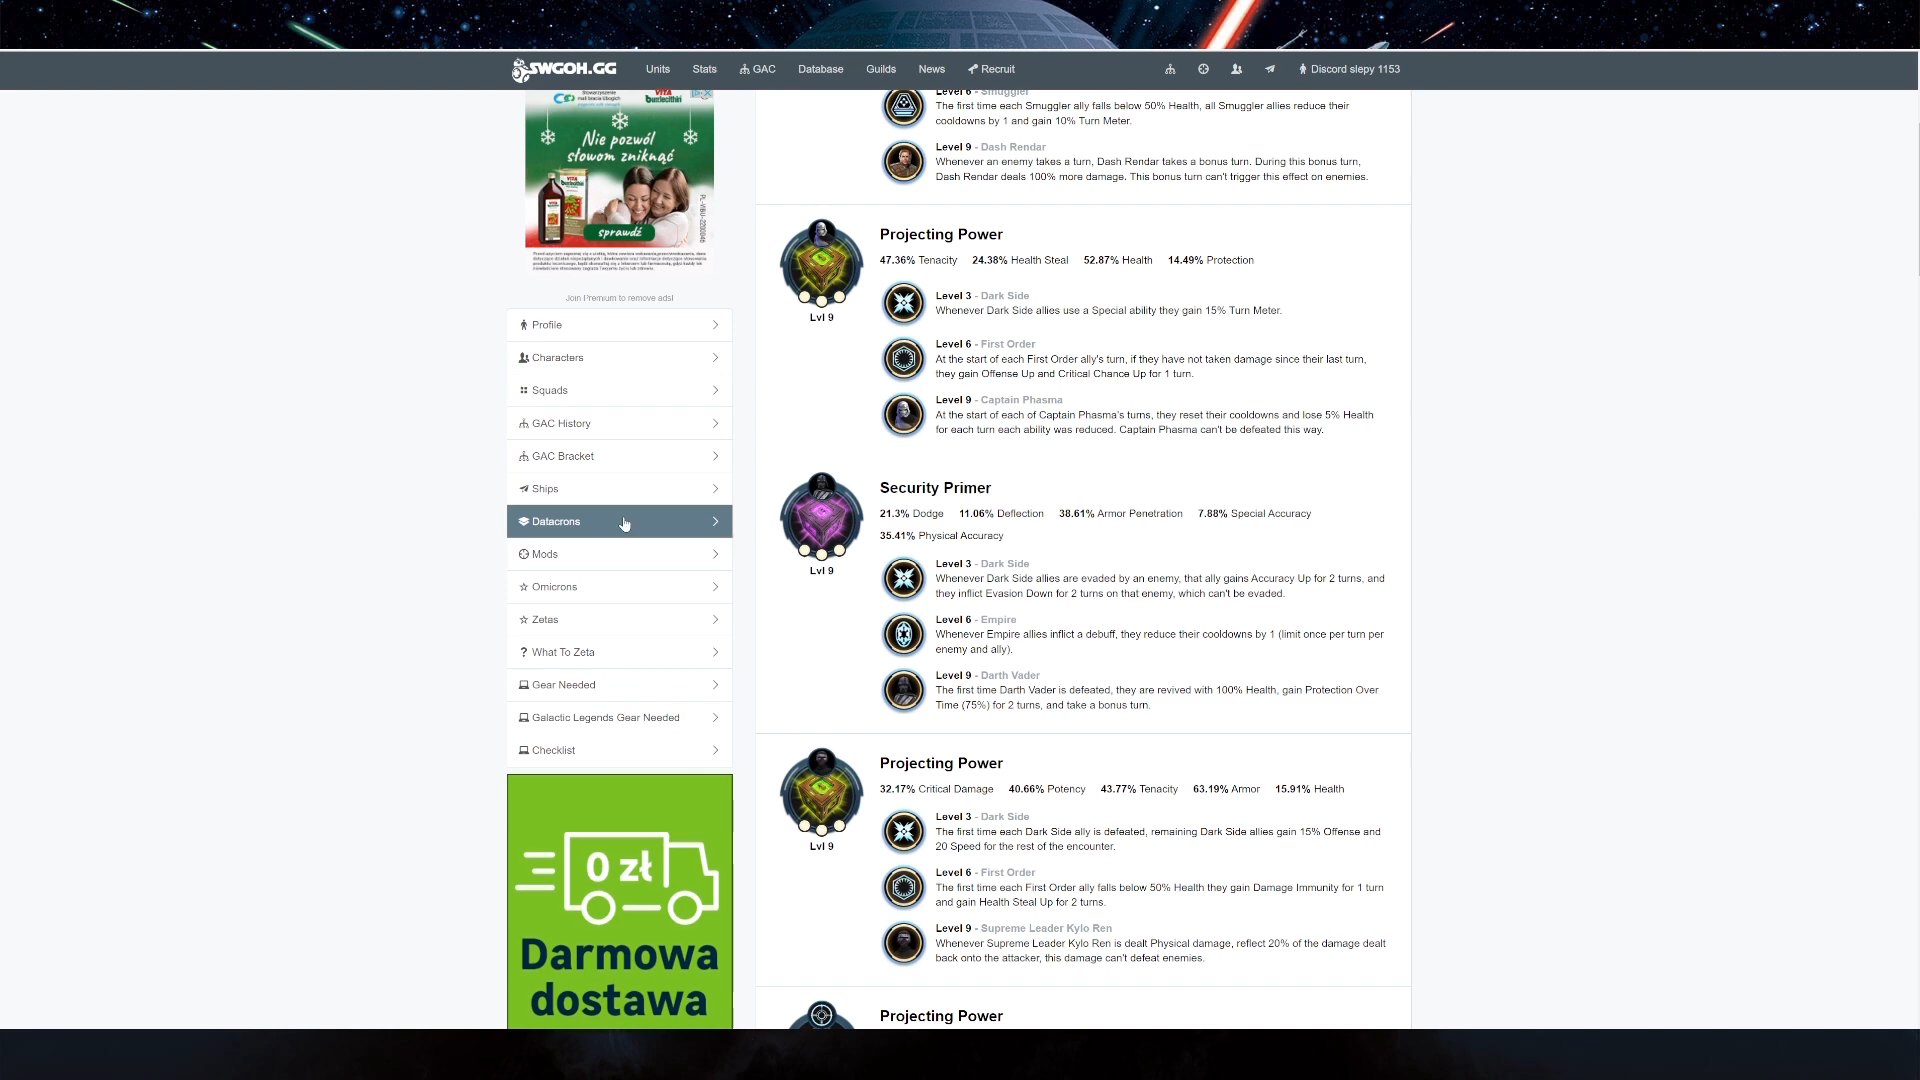 SWGOH.GG
Units
Stats
GAC
Database
Guilds
News
Recruit
Discord slepy 1153
VITA
buerlecithin
Nie pozwól
słowom zniknąć
sprawdź
Join Premium to remove ads!
Profile
Characters
Squads
GAC History
GAC Bracket
Ships
Datacrons
Mods
Omicrons
Zetas
? What To Zeta
Gear Needed
Galactic Legends Gear Needed
Checklist
0 zł
Darmowa
dostawa
Level 6 - Smuggler
The first time each Smuggler ally falls below 50% Health, all Smuggler allies reduce their
cooldowns by 1 and gain 10% Turn Meter.
Level 9 - Dash Rendar
Whenever an enemy takes a turn, Dash Rendar takes a bonus turn. During this bonus turn,
Dash Rendar deals 100% more damage. This bonus turn can't trigger this effect on enemies.
Projecting Power
47.36% Tenacity 24.38% Health Steal 52.87% Health 14.49% Protection
Lvl 9
Level 3 - Dark Side
Whenever Dark Side allies use a Special ability they gain 15% Turn Meter.
Level 6 - First Order
At the start of each First Order ally's turn, if they have not taken damage since their last turn,
they gain Offense Up and Critical Chance Up for 1 turn.
Level 9 - Captain Phasma
At the start of each of Captain Phasma's turns, they reset their cooldowns and lose 5% Health
for each turn each ability was reduced. Captain Phasma can't be defeated this way.
Security Primer
21.3% Dodge 11.06% Deflection 38.61% Armor Penetration 7.88% Special Accuracy
35.41% Physical Accuracy
Lvl 9
Level 3 - Dark Side
Whenever Dark Side allies are evaded by an enemy, that ally gains Accuracy Up for 2 turns, and
they inflict Evasion Down for 2 turns on that enemy, which can't be evaded.
Level 6 - Empire
Whenever Empire allies inflict a debuff, they reduce their cooldowns by 1 (limit once per turn per
enemy and ally).
Level 9 - Darth Vader
The first time Darth Vader is defeated, they are revived with 100% Health, gain Protection Over
Time (75%) for 2 turns, and take a bonus turn.
Projecting Power
32.17% Critical Damage 40.66% Potency 43.77% Tenacity 63.19% Armor 15.91% Health
Lvl 9
Level 3 - Dark Side
The first time each Dark Side ally is defeated, remaining Dark Side allies gain 15% Offense and
20 Speed for the rest of the encounter.
Level 6 - First Order
The first time each First Order ally falls below 50% Health they gain Damage Immunity for 1 turn
and gain Health Steal Up for 2 turns.
Level 9 - Supreme Leader Kylo Ren
Whenever Supreme Leader Kylo Ren is dealt Physical damage, reflect 20% of the damage dealt
back onto the attacker, this damage can't defeat enemies.
Projecting Power